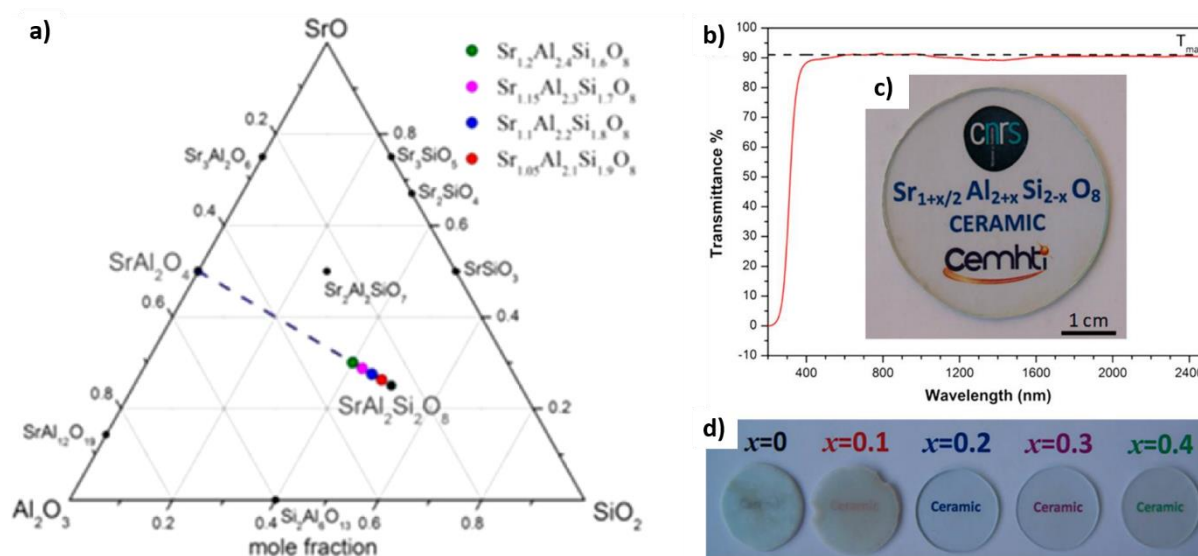 a)
SrO
Sr1.2Al2.4Si1.6O8
Sr1.15Al2.3Si1.7O8
Sr1.1Al2.2Si1.8O8
Sr1.05Al2.1Si1.9O8
0.2
0.8
Sr3Al2O6
Sr3SiO5
Sr2SiO4
0.4
0.6
SrAl2O4
SrSiO3
Sr2Al2SiO7
0.6
0.4
SrAl2Si2O8
0.8
0.2
SrAl12O19
Al2O3
SiO2
Si2Al6O13
0.4
0.6
mole fraction
b)
100
90
80
70
60
50
40
30
20
10
0
-10
Transmittance %
400
800
1200
1600
2000
2400
Wavelength (nm)
c)
cnrs
Sr1+x/2 Al2+x Si2-x O8
CERAMIC
Cemhti
1 cm
d)
x=0
x=0.1
x=0.2
x=0.3
x=0.4
Ceramic
Ceramic
Ceramic
Ceramic